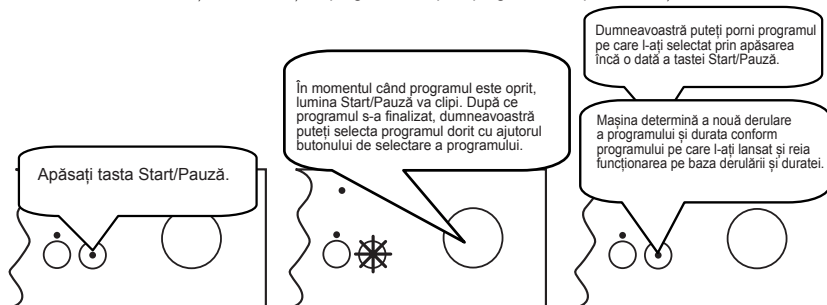 Apăsați tasta Start/Pauză.
În momentul când programul este oprit,
lumina Start/Pauză va clipi. După ce
programul s-a finalizat, dumneavoastră
puteți selecta programul dorit cu ajutorul
butonului de selectare a programului.
Dumneavoastră puteți porni programul
pe care l-ați selectat prin apăsarea
încă o dată a tastei Start/Pauză.
Mașina determină a nouă derulare
a programului și durata conform
programului pe care l-ați lansat și reia
funcționarea pe baza derulării și duratei.